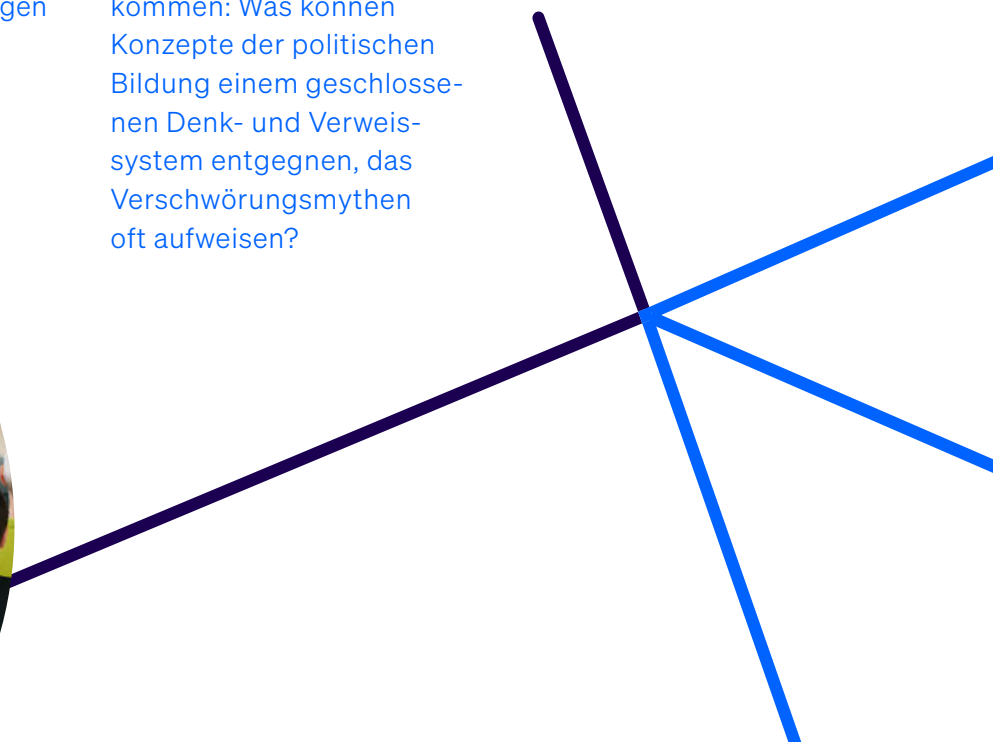 gen
kommen: Was können
Konzepte der politischen
Bildung einem geschlosse-
nen Denk- und Verweis-
system entgegnen, das
Verschwörungsmythen
oft aufweisen?